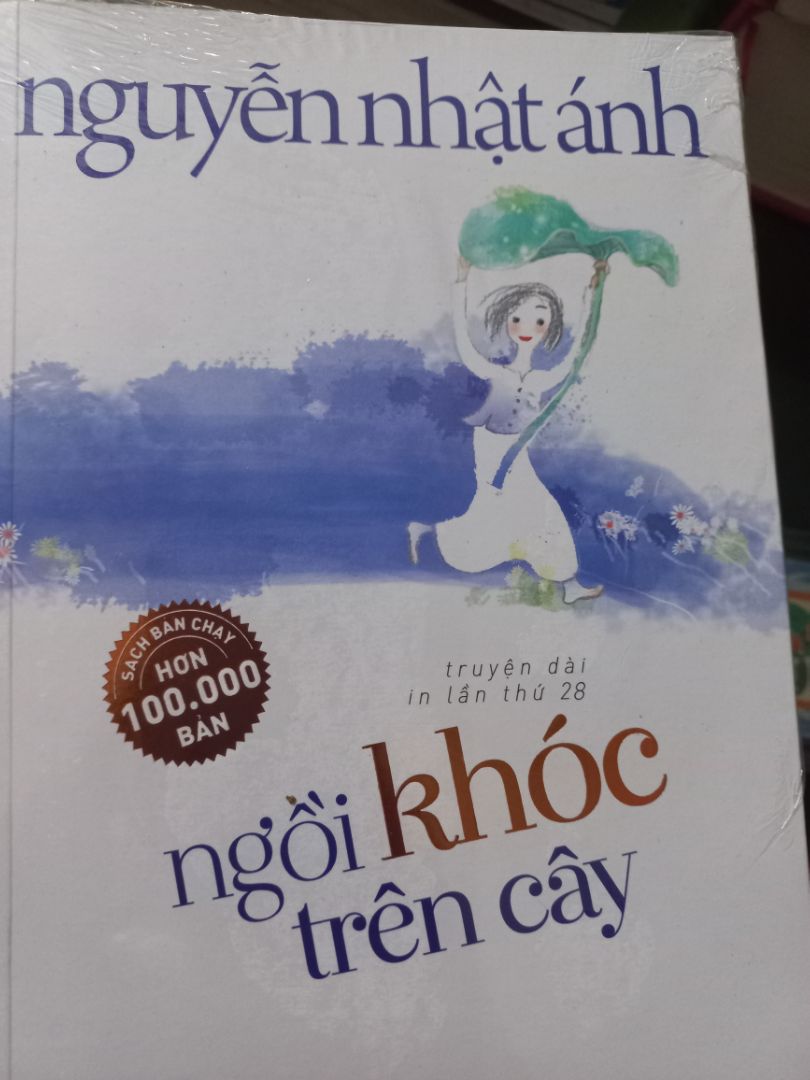 nguyễn nhật ánh
SÁCH BÁN CHẠY
HƠN
100.000
BẢN
truyện dài
in lần thứ 28
ngồi khóc
trên cây